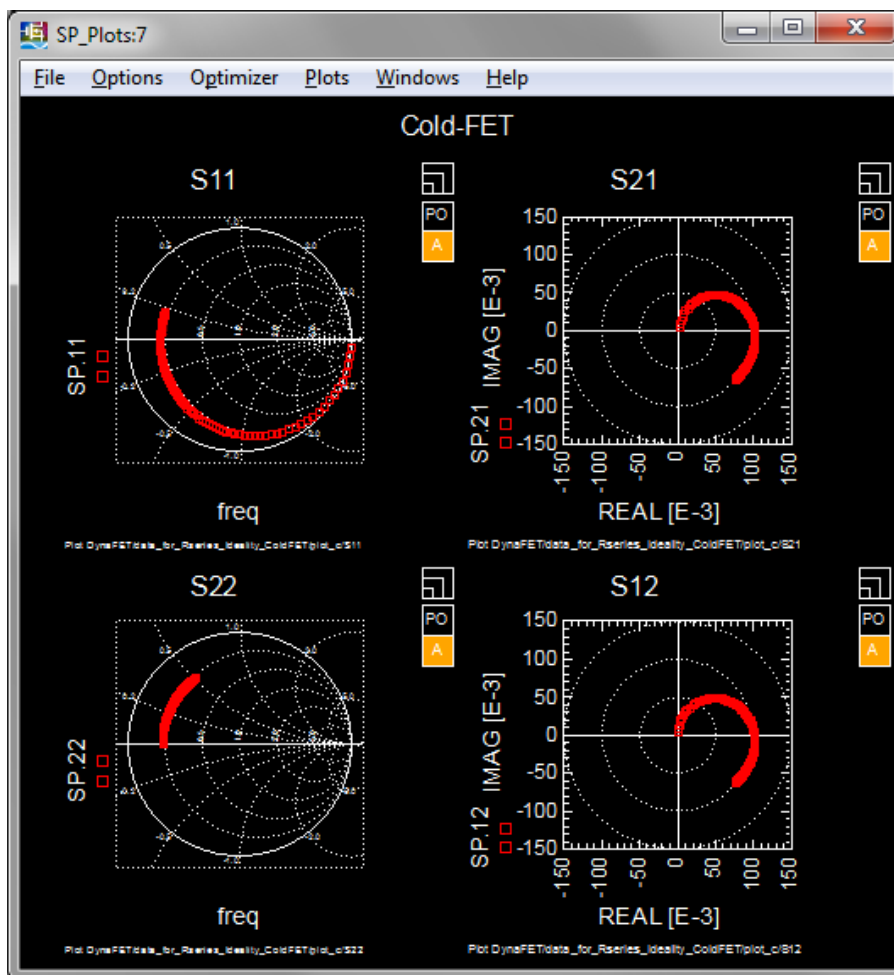 SP_Plots:7
File Options Optimizer Plots Windows Help
Cold-FET
S11
PO
A
SP.11
freq
Plot DynaFET/data_for_Rseries_Ideality_ColdFET/plot_c/S11
S21
PO
A
150
100
50
0
-50
-100
-150
SP.21 IMAG [E-3]
-150 -100 -50 0 50 100 150
REAL [E-3]
Plot DynaFET/data_for_Rseries_Ideality_ColdFET/plot_c/S21
S22
PO
A
SP.22
freq
Plot DynaFET/data_for_Rseries_Ideality_ColdFET/plot_c/S22
S12
PO
A
150
100
50
0
-50
-100
-150
SP.12 IMAG [E-3]
-150 -100 -50 0 50 100 150
REAL [E-3]
Plot DynaFET/data_for_Rseries_Ideality_ColdFET/plot_c/S12